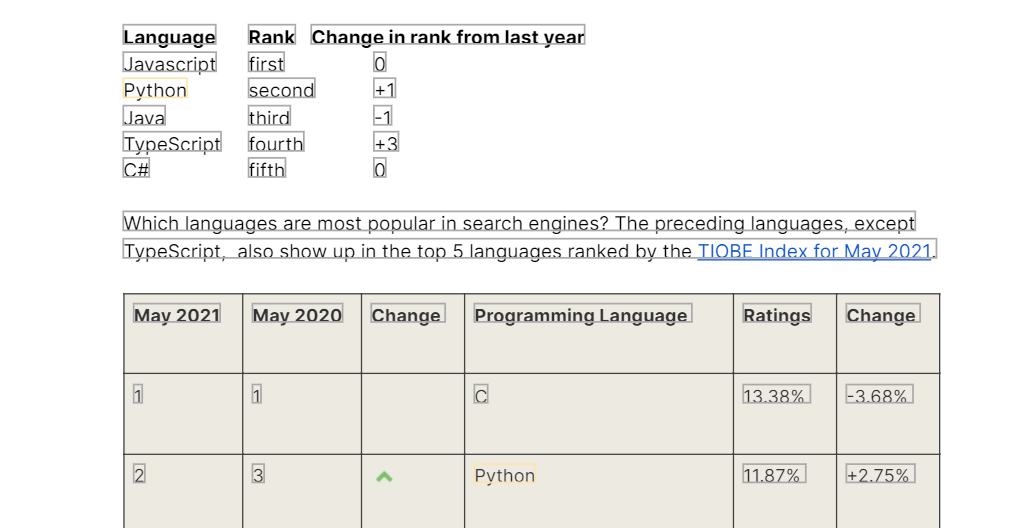 Language Rank Change in rank from last year
Javascript first 0
Python second +1
Java third -1
TypeScript fourth +3
C# fifth 0
Which languages are most popular in search engines? The preceding languages, except
TypeScript, also show up in the top 5 languages ranked by the TIOBE Index for May 2021.
May 2021 May 2020 Change Programming Language Ratings Change
1 1 C 13.38% -3.68%
2 3 Python 11.87% +2.75%